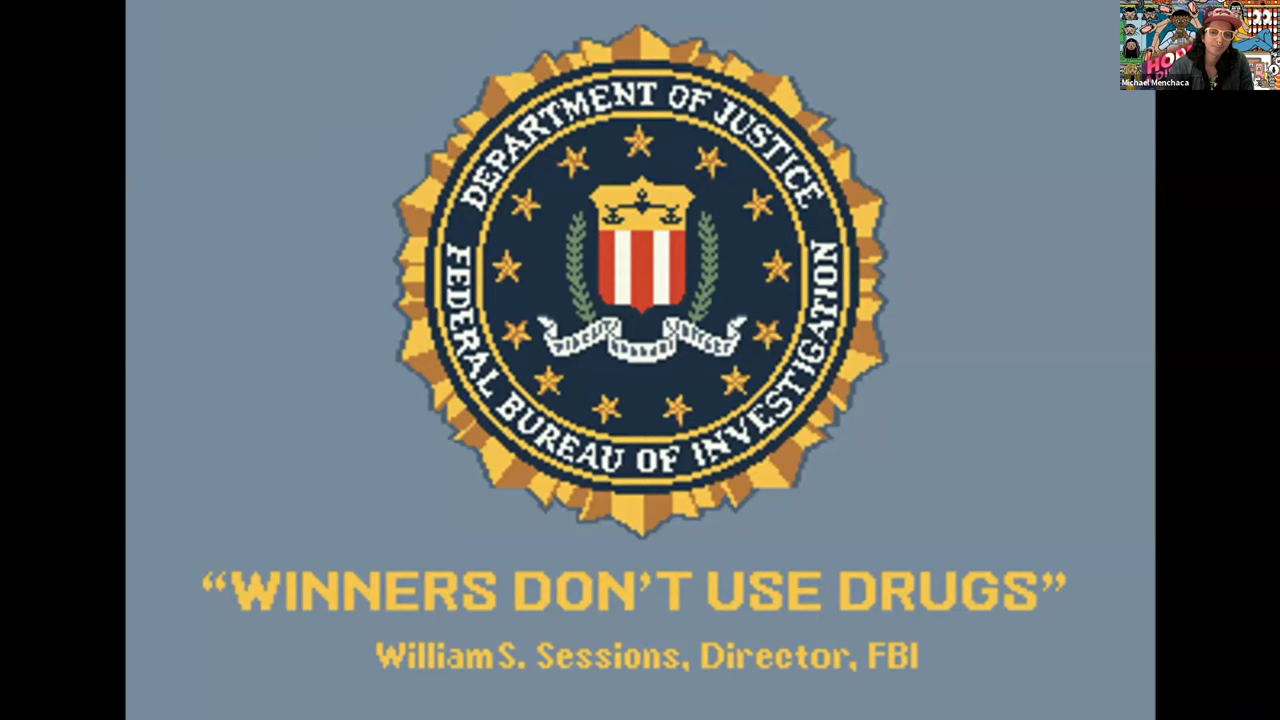 DEPARTMENT OF JUSTICE
FEDERAL BUREAU OF INVESTIGATION
“WINNERS DON’T USE DRUGS”
William S. Sessions, Director, FBI
Michael Menchaca